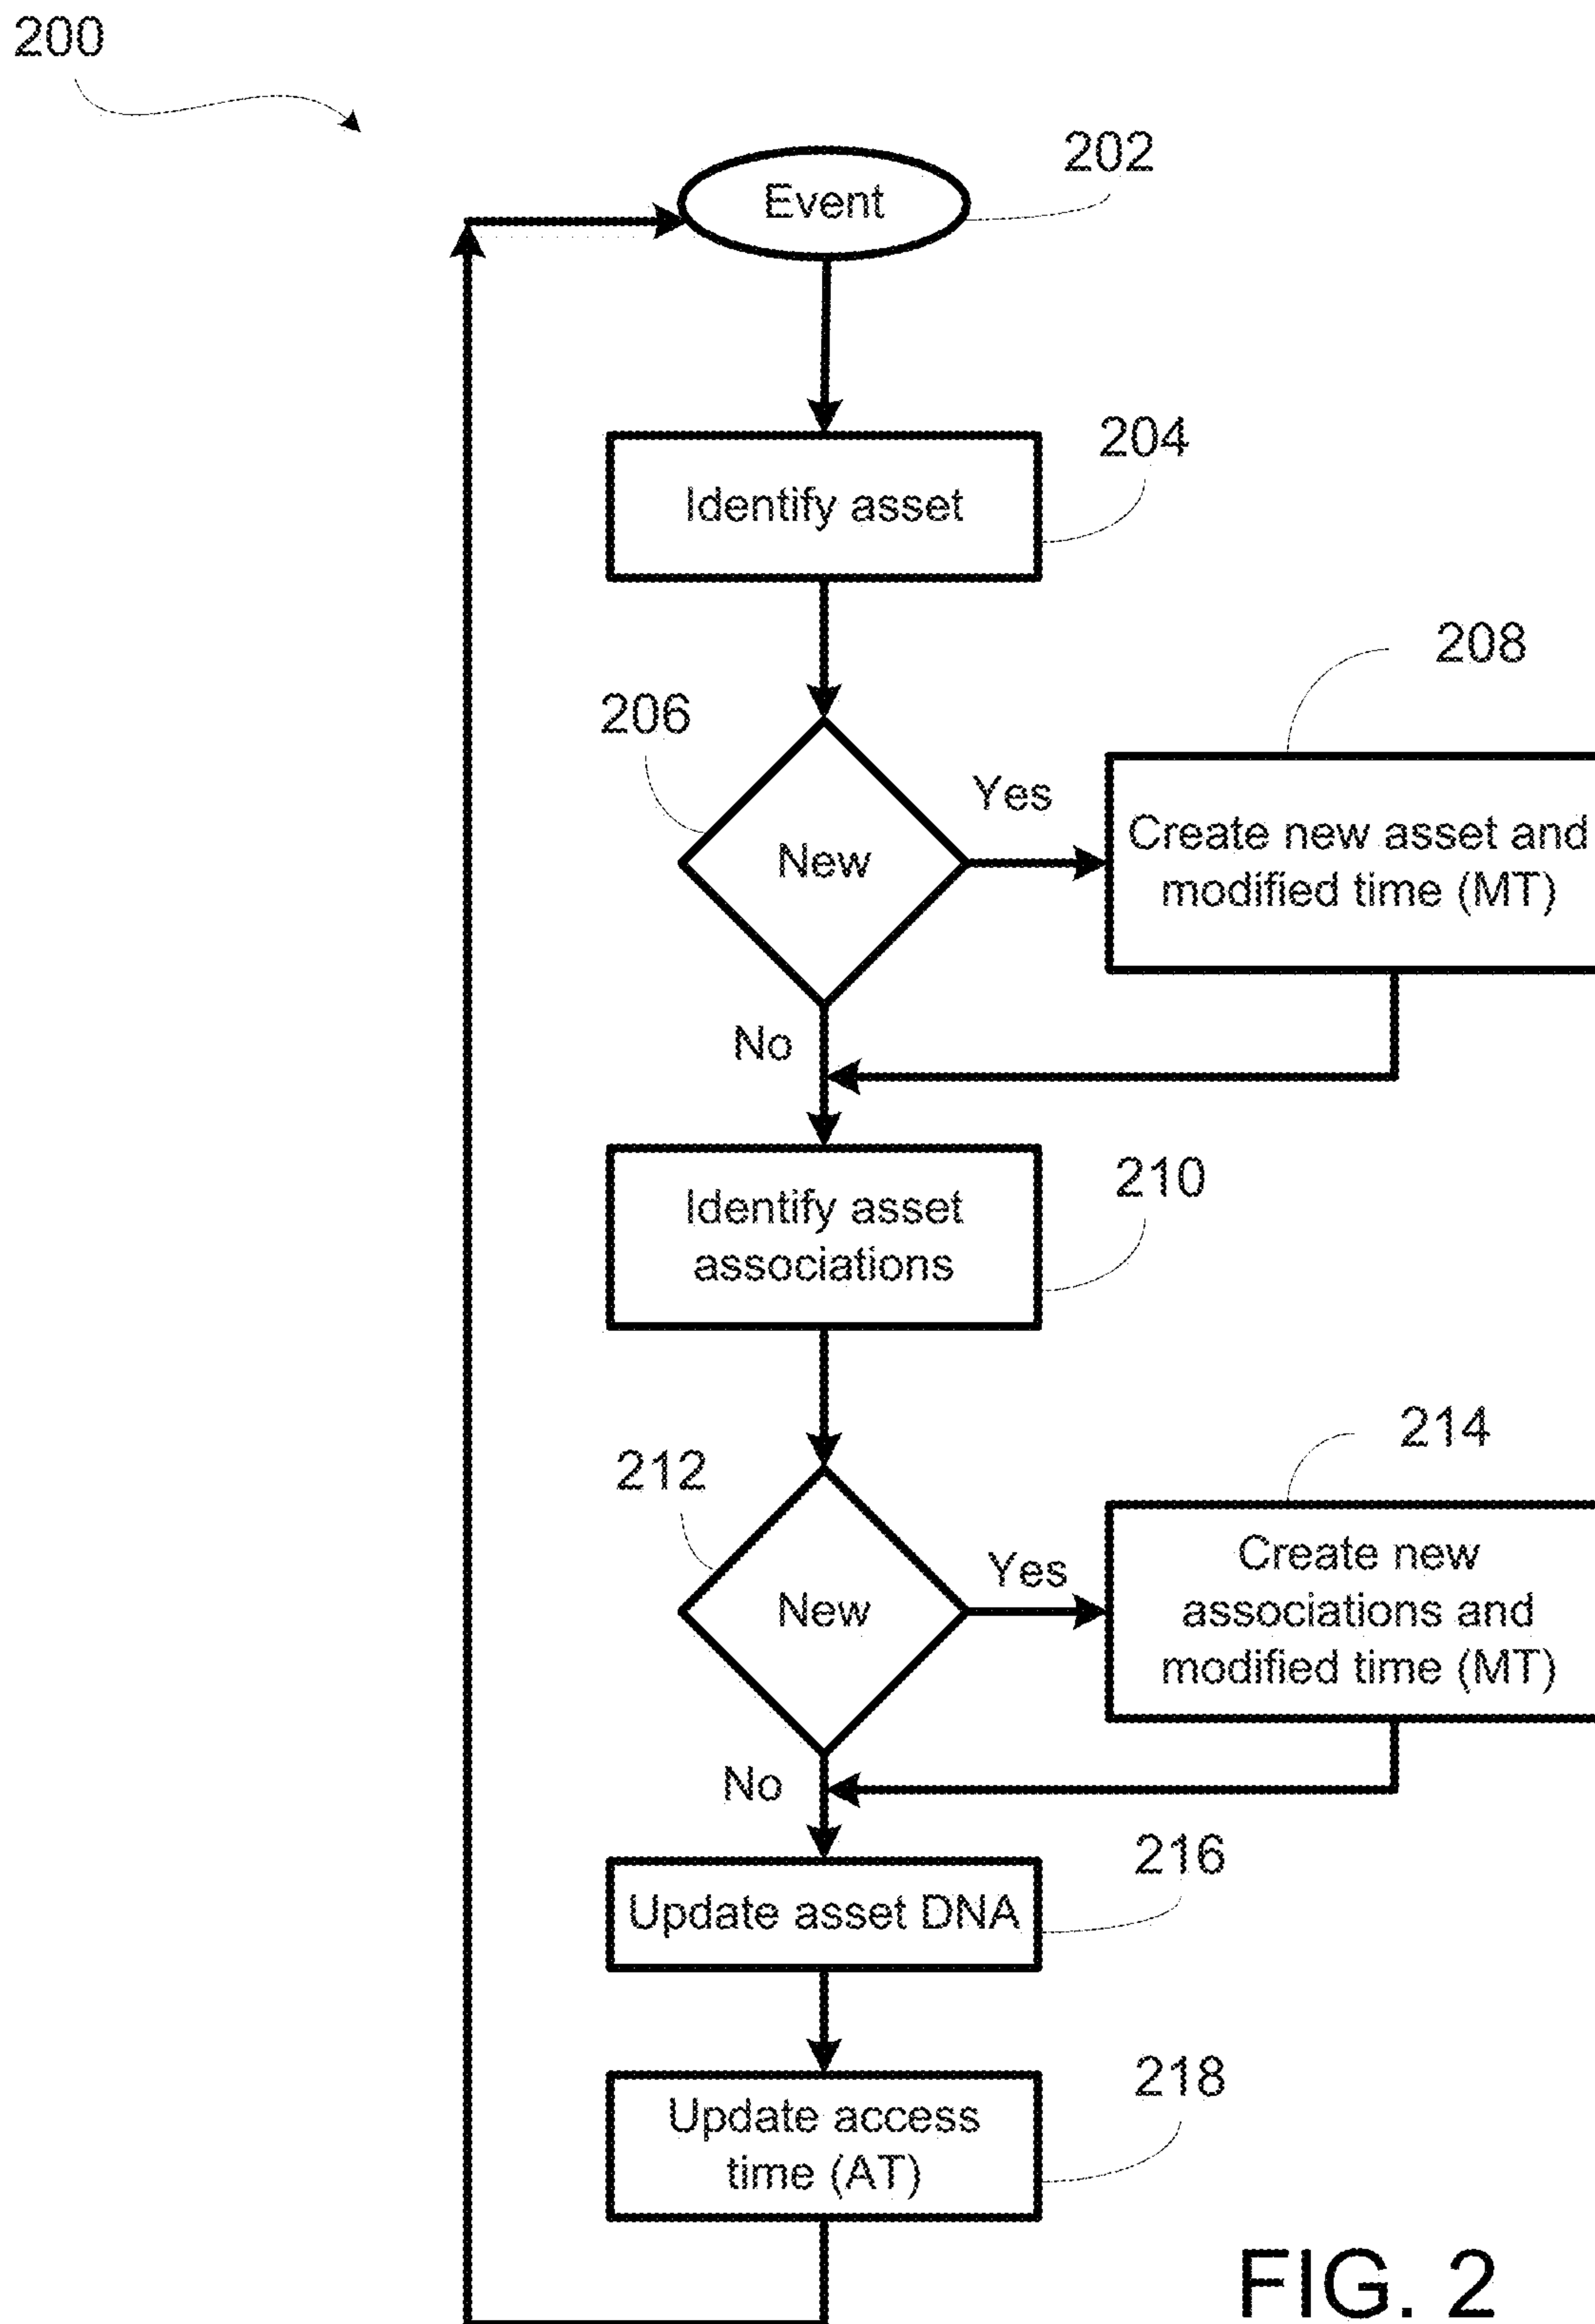 200
202
Event
204
Identify asset
208
206
Yes
New
Create new asset and
modified time (MT)
No
210
Identify asset
associations
214
212
Yes
New
Create new
associations and
modified time (MT)
No
216
Update asset DNA
218
Update access
time (AT)
FIG. 2